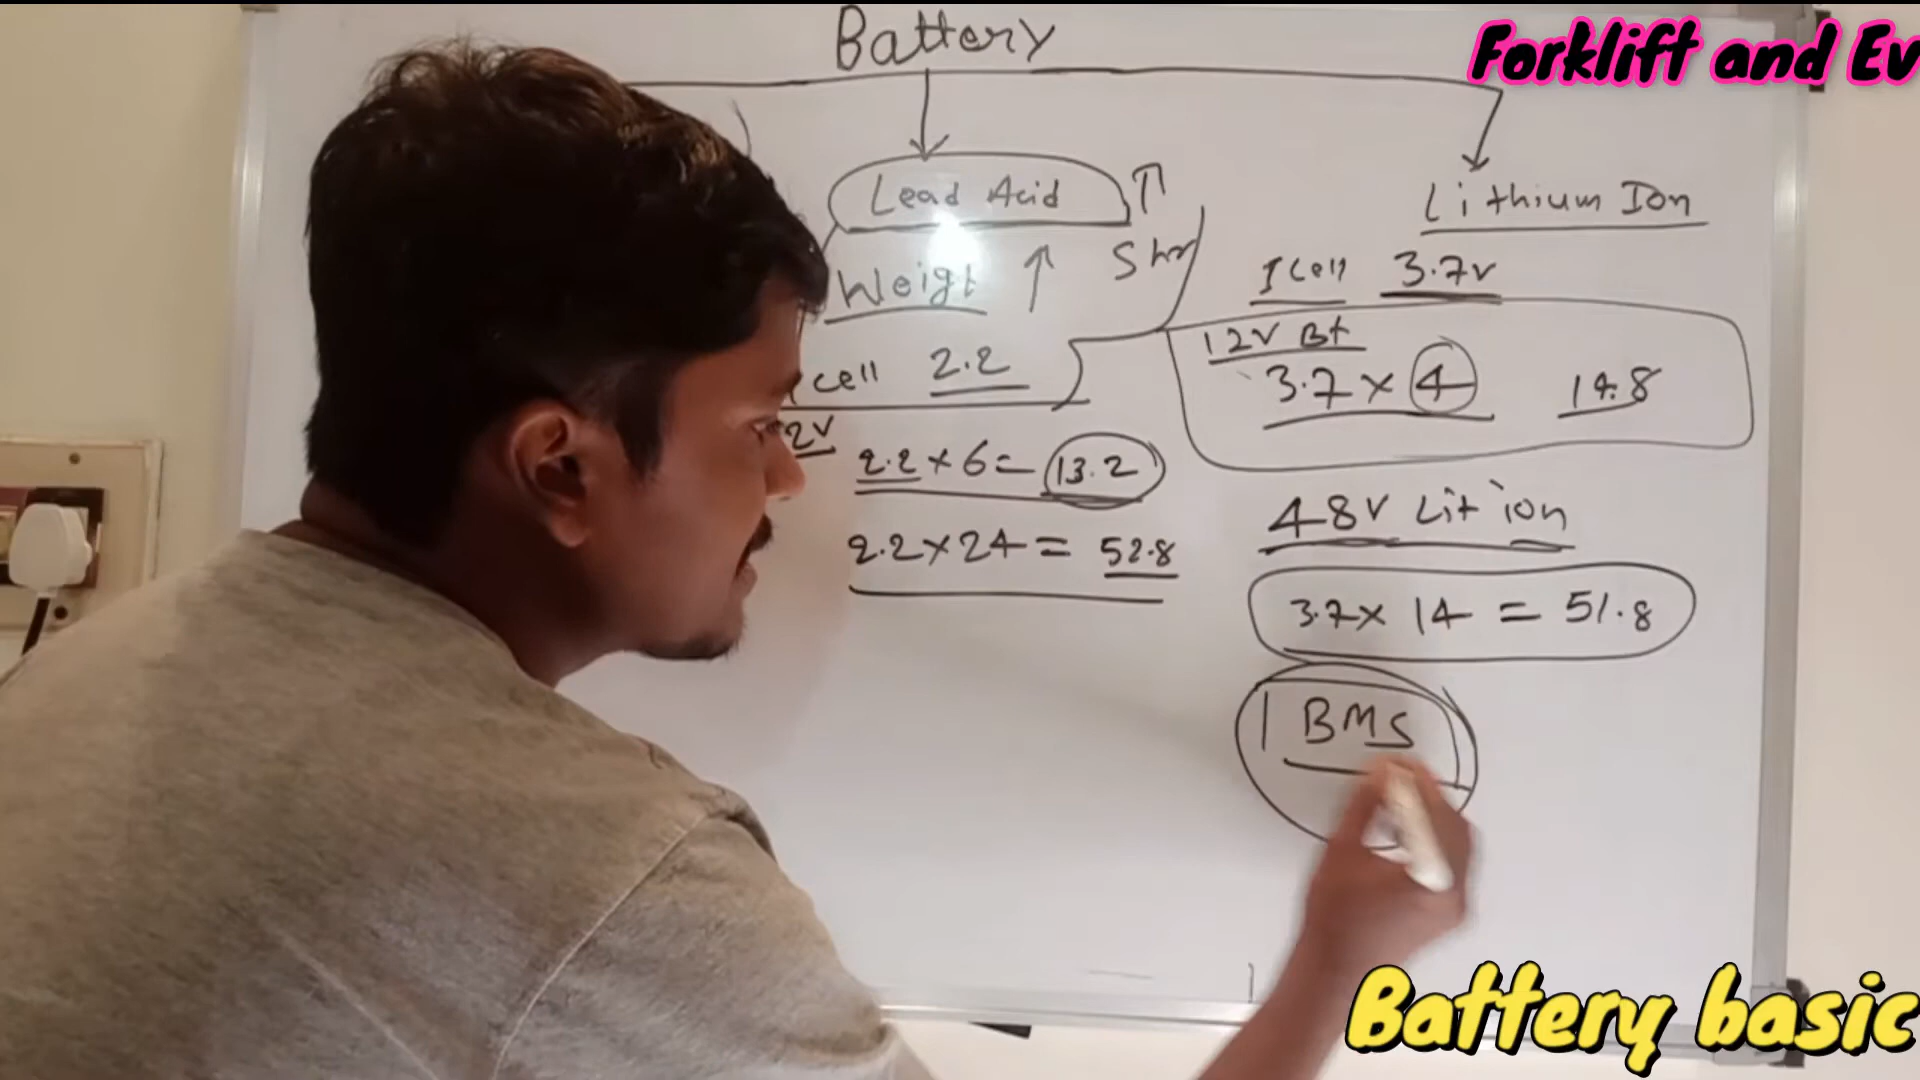 Battery
Forklift and Ev
Lead Acid
Weigt
cell 2.2
2V
2.2 x 6 = 13.2
2.2 x 24 = 52.8
Lithium Ion
1 Cell 3.7v
12V Bt
3.7 x 4 14.8
48V Lit ion
3.7 x 14 = 51.8
BMS
Battery basic